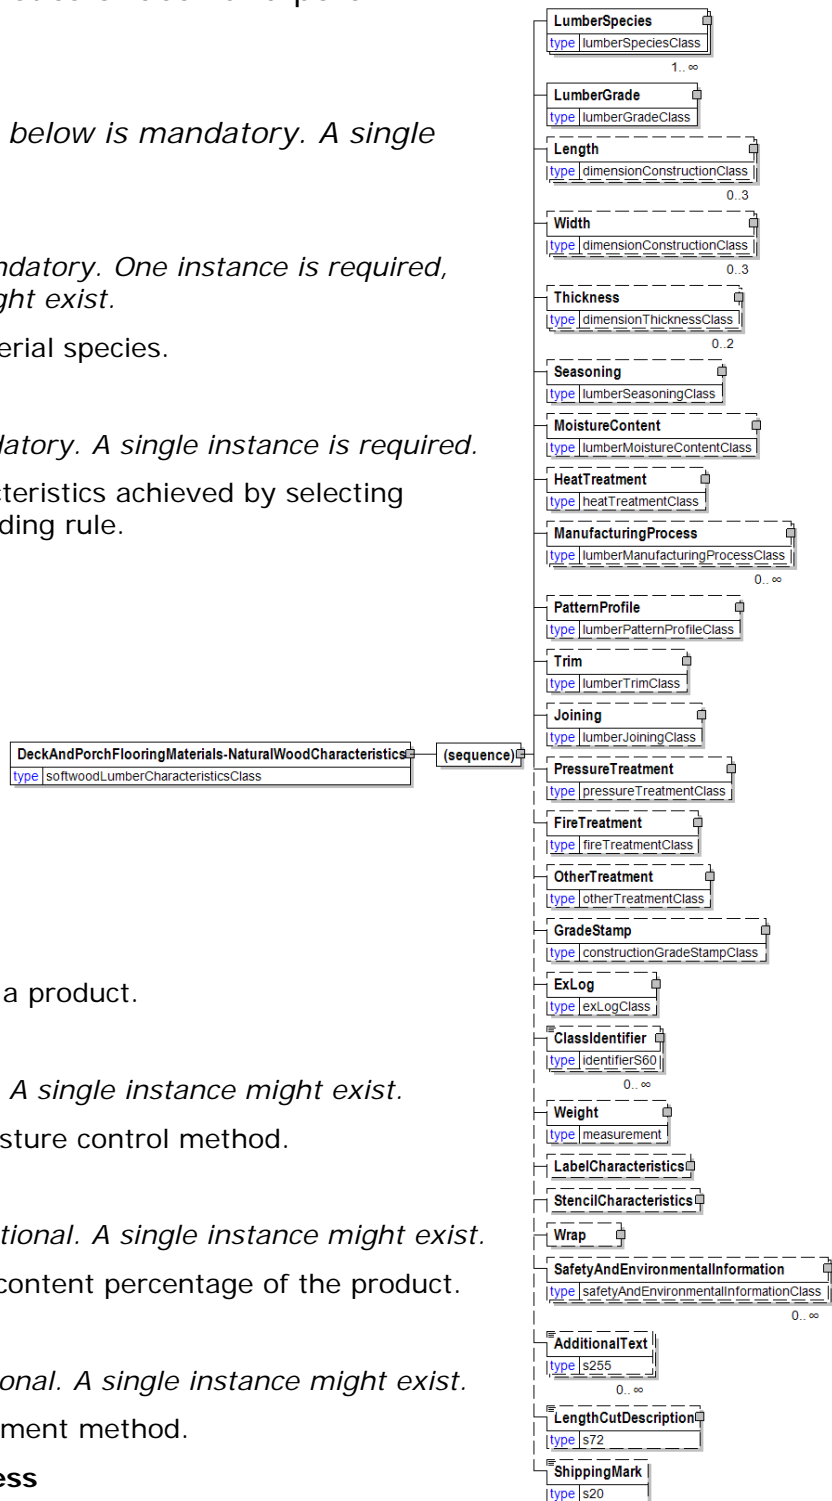 below is mandatory. A single
ndatory. One instance is required,
ght exist.
erial species.
datory. A single instance is required.
cteristics achieved by selecting
ding rule.
a product.
A single instance might exist.
sture control method.
tional. A single instance might exist.
content percentage of the product.
onal. A single instance might exist.
ment method.
ess
DeckAndPorchFlooringMaterials-NaturalWoodCharacteristics
type softwoodLumberCharacteristicsClass
(sequence)
LumberSpecies
type lumberSpeciesClass
1..∞
LumberGrade
type lumberGradeClass
Length
type dimensionConstructionClass
0..3
Width
type dimensionConstructionClass
0..3
Thickness
type dimensionThicknessClass
0..2
Seasoning
type lumberSeasoningClass
MoistureContent
type lumberMoistureContentClass
HeatTreatment
type heatTreatmentClass
ManufacturingProcess
type lumberManufacturingProcessClass
0..∞
PatternProfile
type lumberPatternProfileClass
Trim
type lumberTrimClass
Joining
type lumberJoiningClass
PressureTreatment
type pressureTreatmentClass
FireTreatment
type fireTreatmentClass
OtherTreatment
type otherTreatmentClass
GradeStamp
type constructionGradeStampClass
ExLog
type exLogClass
ClassIdentifier
type identifierS60
0..∞
Weight
type measurement
LabelCharacteristics
StencilCharacteristics
Wrap
SafetyAndEnvironmentalInformation
type safetyAndEnvironmentalInformationClass
0..∞
AdditionalText
type s255
0..∞
LengthCutDescription
type s72
ShippingMark
type s20